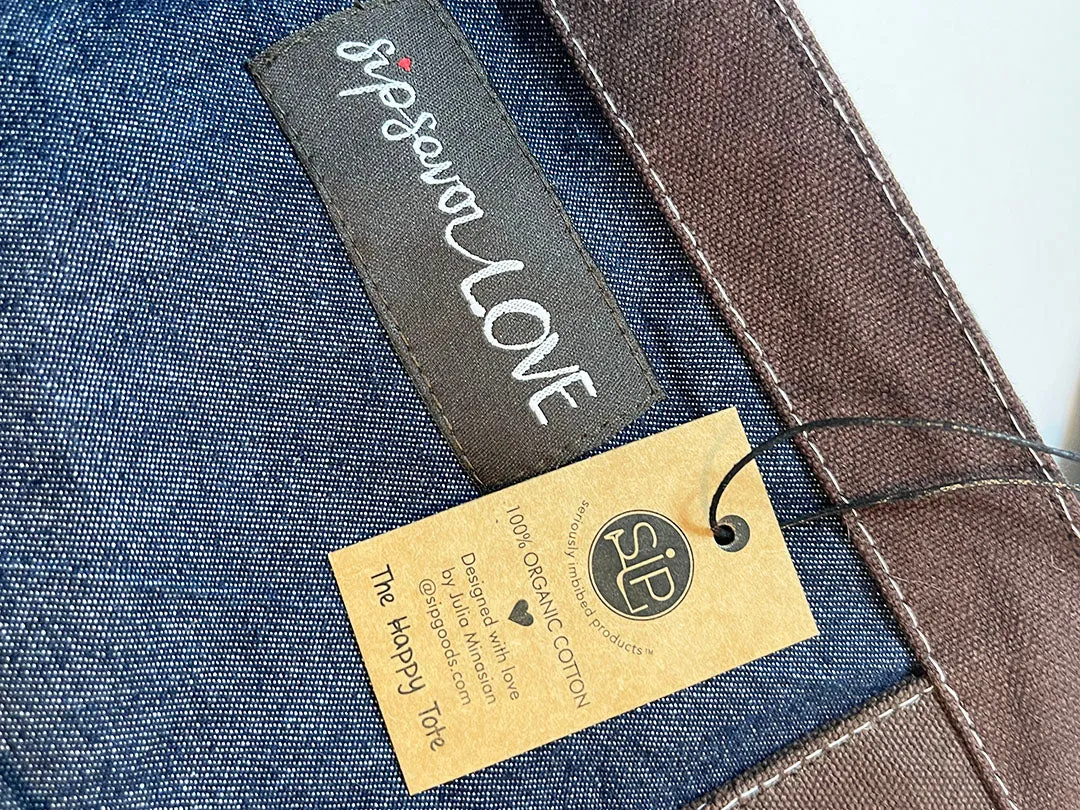 sipsavor LOVE
SiP
seriously imbibed products™
100% ORGANIC COTTON
Designed with love
by Julia Minasian
@sipgoods.com
The Happy Tote